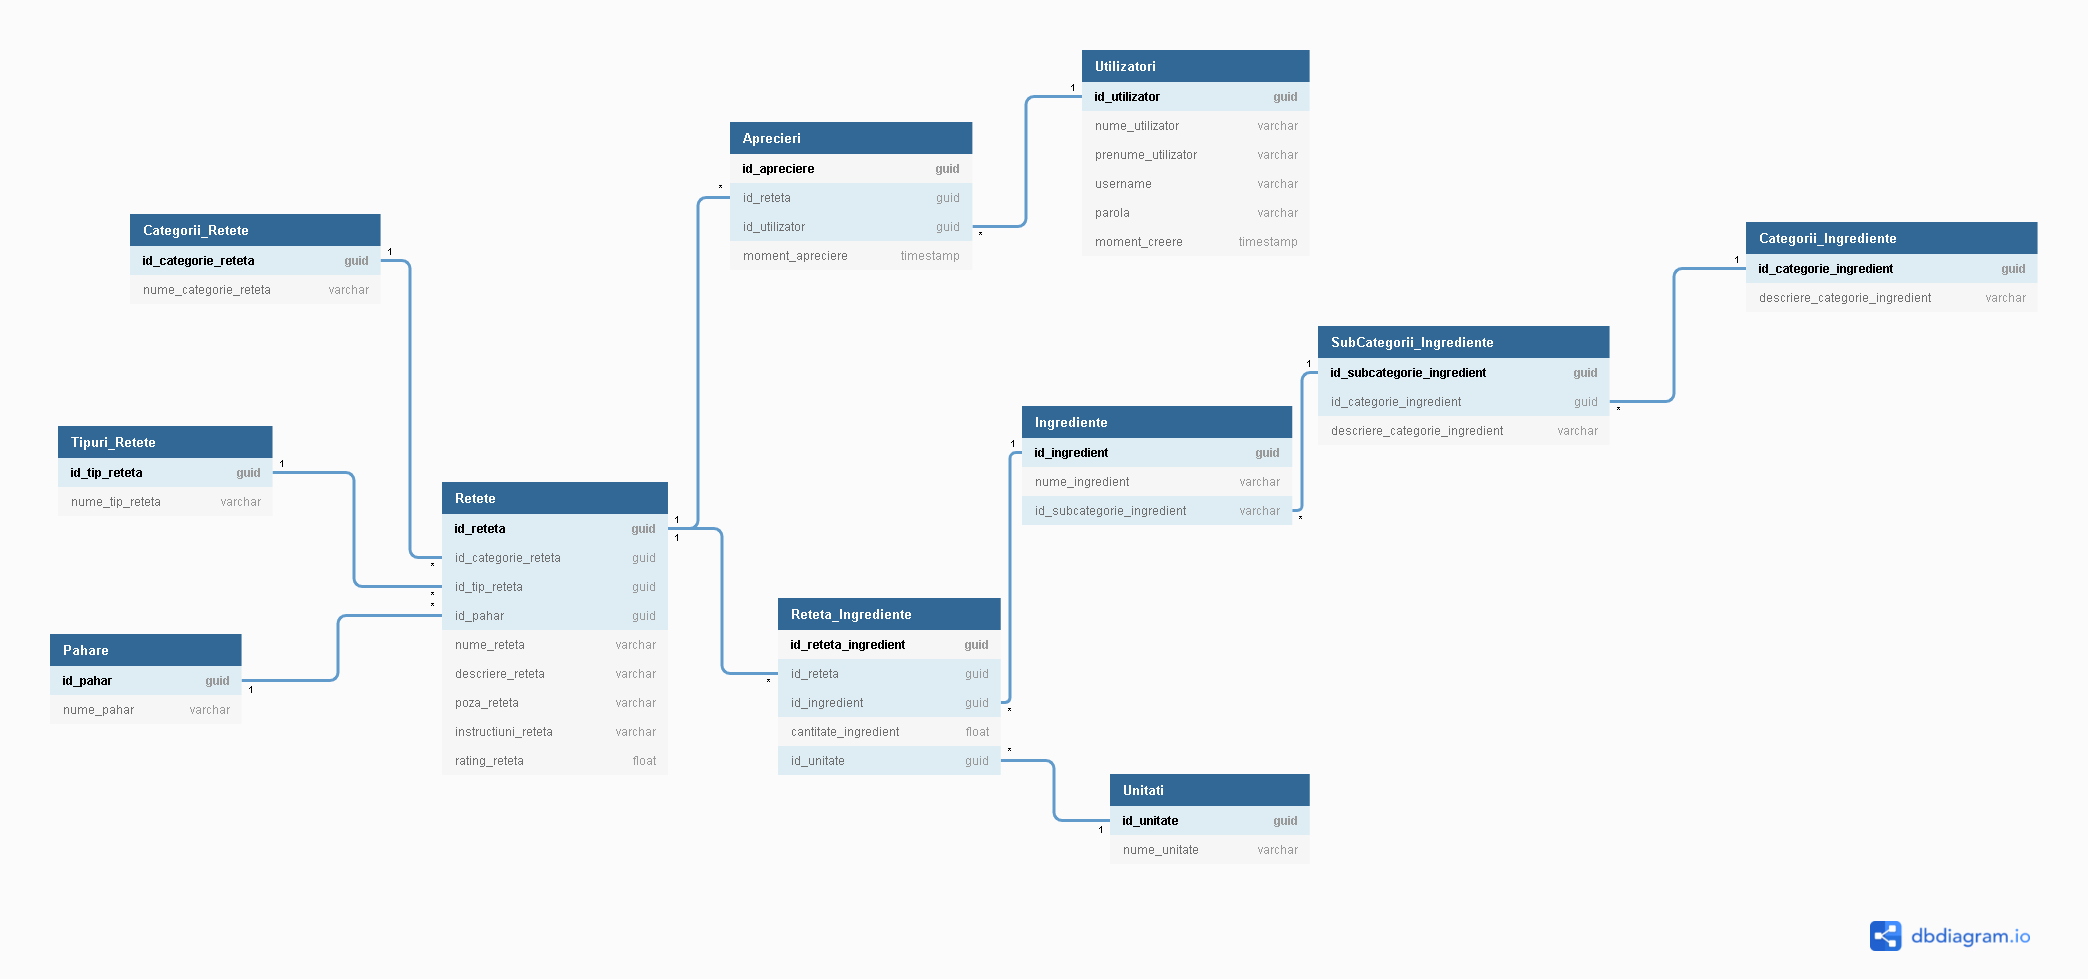 Utilizatori
id_utilizator guid
nume_utilizator varchar
prenume_utilizator varchar
username varchar
parola varchar
moment_creere timestamp
Aprecieri
id_apreciere guid
id_reteta guid
id_utilizator guid
moment_apreciere timestamp
Categorii_Retete
id_categorie_reteta guid
nume_categorie_reteta varchar
Categorii_Ingrediente
id_categorie_ingredient guid
descriere_categorie_ingredient varchar
SubCategorii_Ingrediente
id_subcategorie_ingredient guid
id_categorie_ingredient guid
descriere_categorie_ingredient varchar
Ingrediente
id_ingredient guid
nume_ingredient varchar
id_subcategorie_ingredient varchar
Tipuri_Retete
id_tip_reteta guid
nume_tip_reteta varchar
Retete
id_reteta guid
id_categorie_reteta guid
id_tip_reteta guid
id_pahar guid
nume_reteta varchar
descriere_reteta varchar
poza_reteta varchar
instructiuni_reteta varchar
rating_reteta float
Pahare
id_pahar guid
nume_pahar varchar
Reteta_Ingrediente
id_reteta_ingredient guid
id_reteta guid
id_ingredient guid
cantitate_ingredient float
id_unitate guid
Unitati
id_unitate guid
nume_unitate varchar
1
*
1
*
1
*
1
*
1
*
1
*
1
*
1
*
1
*
1
*
dbdiagram.io